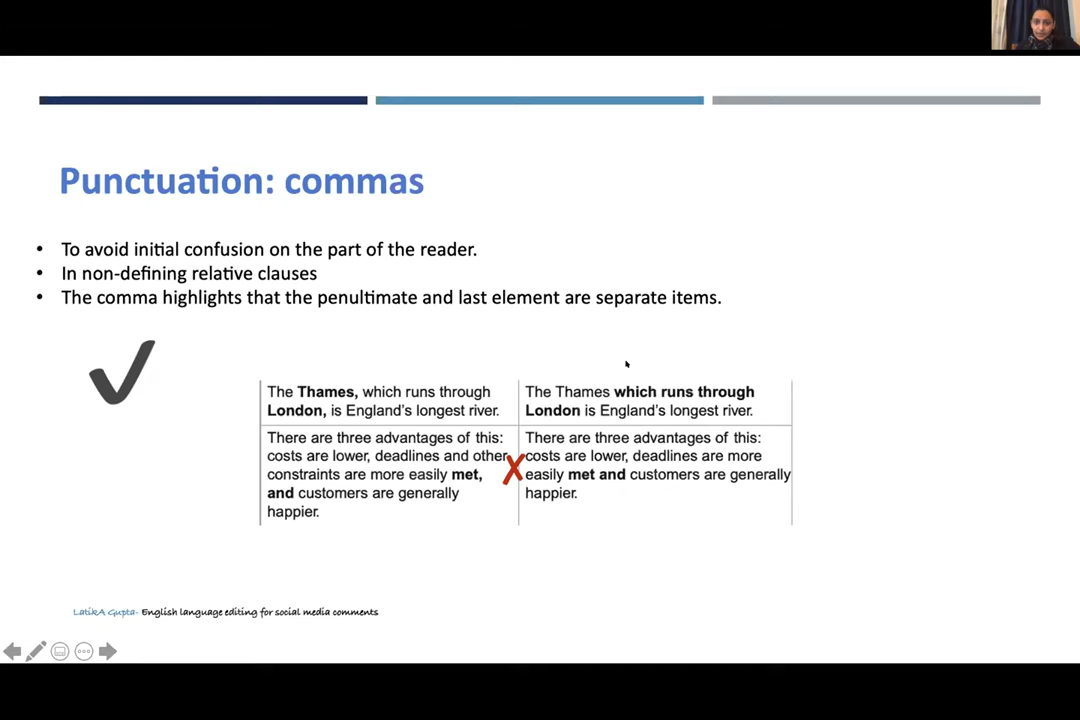 Punctuation: commas
• To avoid initial confusion on the part of the reader.
• In non-defining relative clauses
• The comma highlights that the penultimate and last element are separate items.
The Thames, which runs through
London, is England's longest river.
The Thames which runs through
London is England's longest river.
There are three advantages of this:
costs are lower, deadlines and other
constraints are more easily met,
and customers are generally
happier.
There are three advantages of this:
costs are lower, deadlines are more
easily met and customers are generally
happier.
LatikA Gupta- English language editing for social media comments